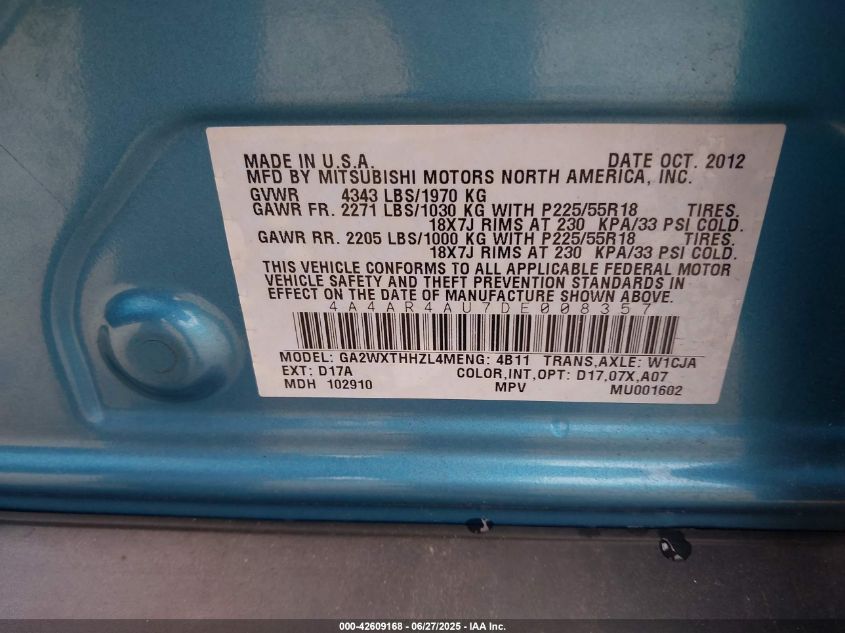 MADE IN U.S.A. DATE OCT. 2012
MFD BY MITSUBISHI MOTORS NORTH AMERICA, INC.
GVWR 4343 LBS/1970 KG
GAWR FR. 2271 LBS/1030 KG WITH P225/55R18 TIRES.
18X7J RIMS AT 230 KPA/33 PSI COLD.
GAWR RR. 2205 LBS/1000 KG WITH P225/55R18 TIRES.
18X7J RIMS AT 230 KPA/33 PSI COLD.
THIS VEHICLE CONFORMS TO ALL APPLICABLE FEDERAL MOTOR
VEHICLE SAFETY AND THEFT PREVENTION STANDARDS IN
EFFECT ON THE DATE OF MANUFACTURE SHOWN ABOVE.
4A4AR4AU7DE008357
MODEL: GA2WXTHHZL4MENG: 4B11 TRANS,AXLE: W1CJA
EXT: D17A COLOR,INT,OPT: D17,07X,A07
MDH 102910 MPV MU001602
000-42609168 - 06/27/2025 - IAA Inc.